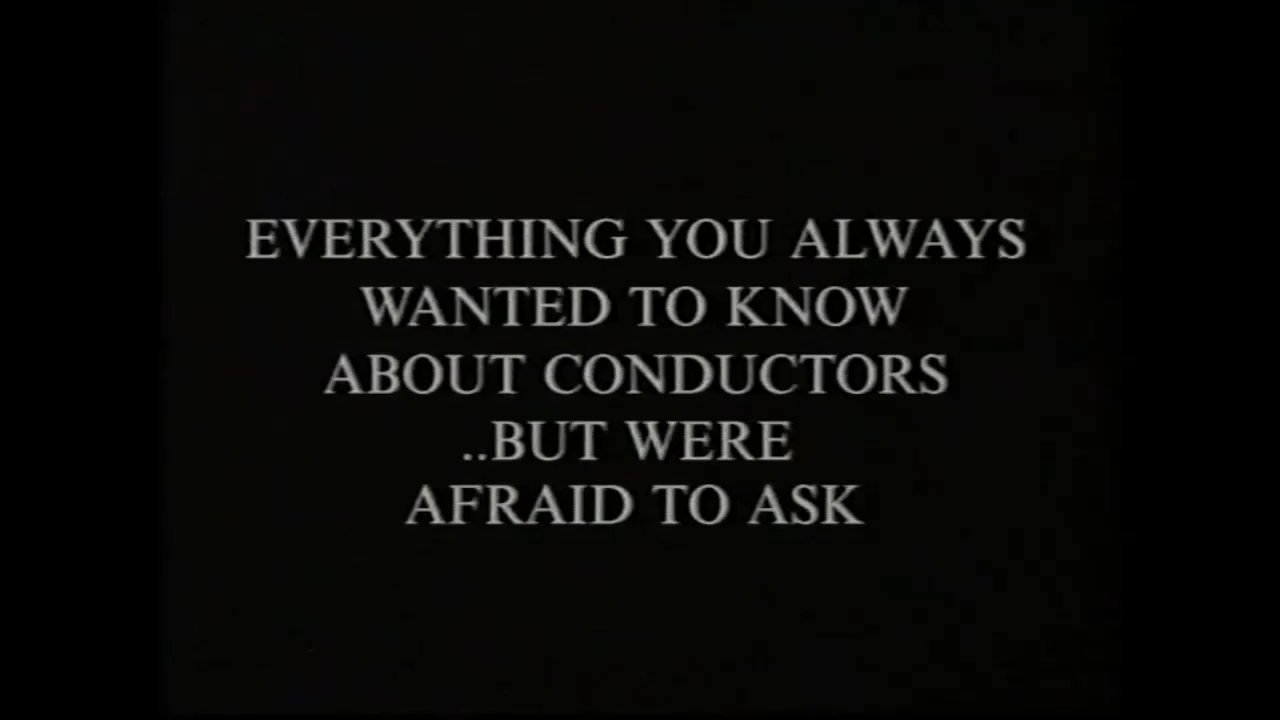 EVERYTHING YOU ALWAYS
WANTED TO KNOW
ABOUT CONDUCTORS
..BUT WERE
AFRAID TO ASK